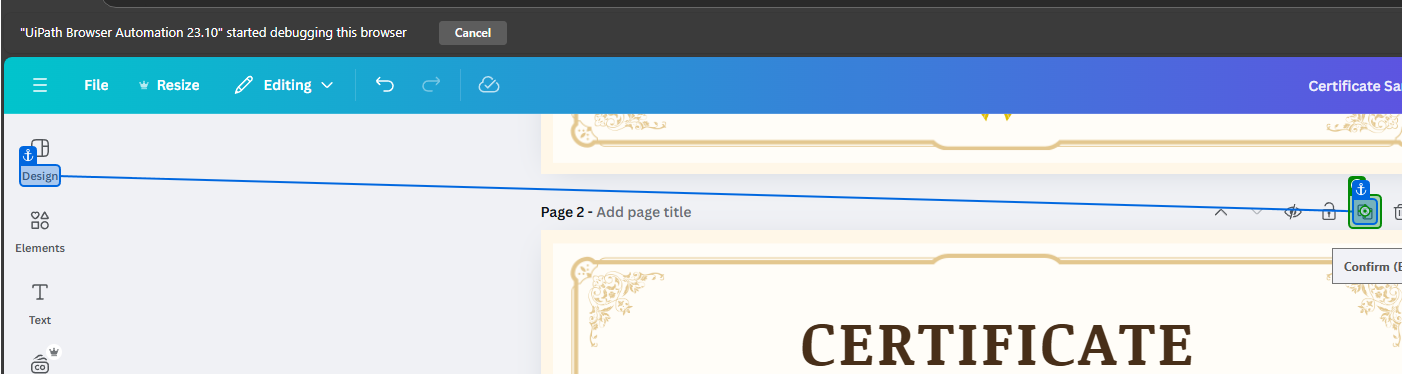 "UiPath Browser Automation 23.10" started debugging this browser
Cancel
File
Resize
Editing
Certificate
Design
Page 2 - Add page title
Elements
Confirm
Text
CO
CERTIFICATE